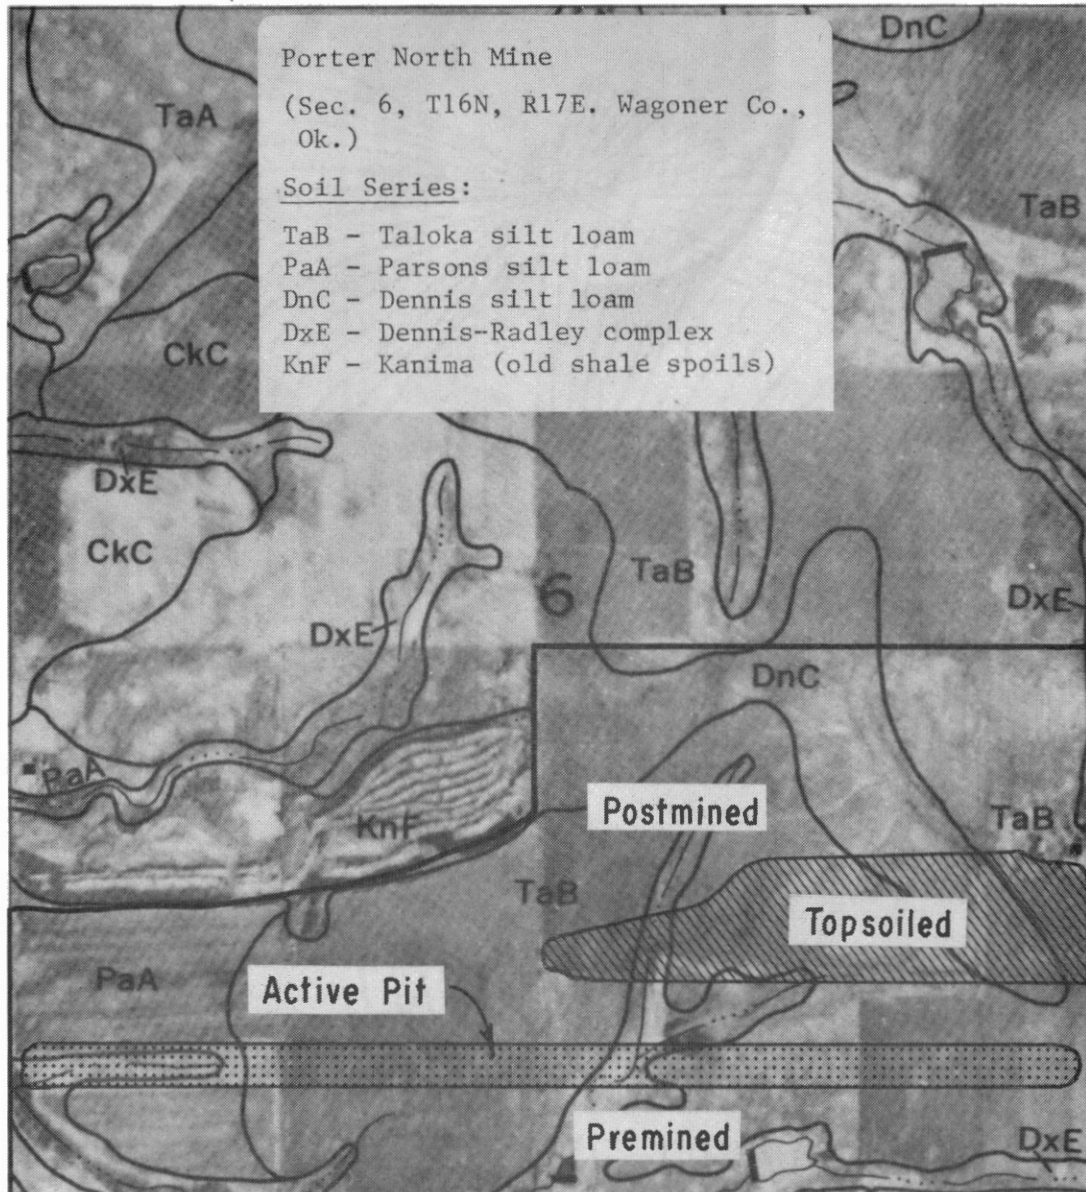 DnC
Porter North Mine
(Sec. 6, T16N, R17E. Wagoner Co.,
Ok.)
Soil Series:
TaB - Taloka silt loam
PaA - Parsons silt loam
DnC - Dennis silt loam
DxE - Dennis-Radley complex
KnF - Kanima (old shale spoils)
TaA
TaB
CkC
DxE
CkC
TaB
6
DxE
DxE
DnC
PaA
Postmined
KnF
TaB
TaB
Topsoiled
PaA
Active Pit
Premined
DxE